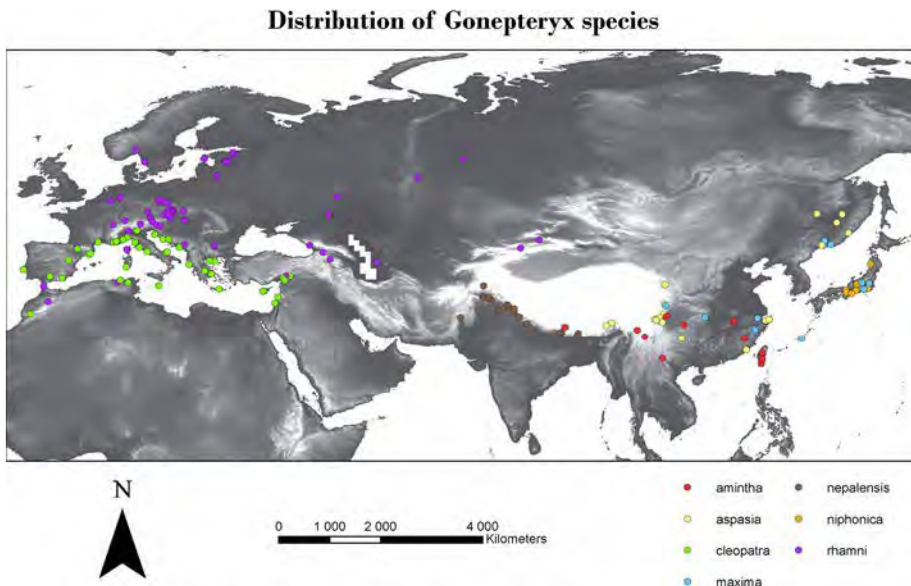 Distribution of Gonepteryx species
N
0 1 000 2 000 4 000
Kilometers
amintha nepalensis
aspasia niphonica
cleopatra rhamni
maxima